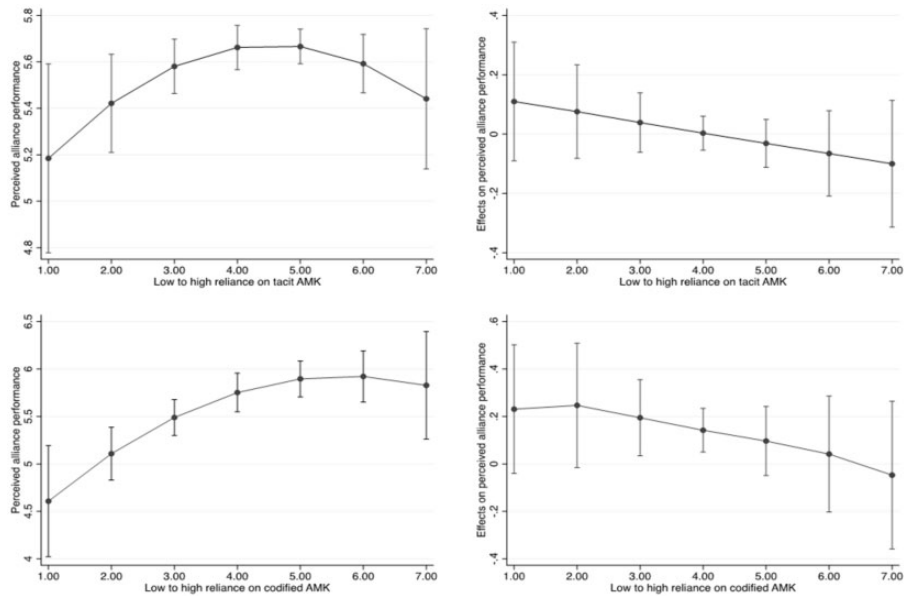 Perceived alliance performance
5.8
5.6
5.4
5.2
5
4.8
1.00 2.00 3.00 4.00 5.00 6.00 7.00
Low to high reliance on tacit AMK
Effects on perceived alliance performance
.4
.2
0
-.2
-.4
1.00 2.00 3.00 4.00 5.00 6.00 7.00
Low to high reliance on tacit AMK
Perceived alliance performance
6.5
6
5.5
5
4.5
4
1.00 2.00 3.00 4.00 5.00 6.00 7.00
Low to high reliance on codified AMK
Effects on perceived alliance performance
.6
.4
.2
0
-.2
-.4
1.00 2.00 3.00 4.00 5.00 6.00 7.00
Low to high reliance on codified AMK